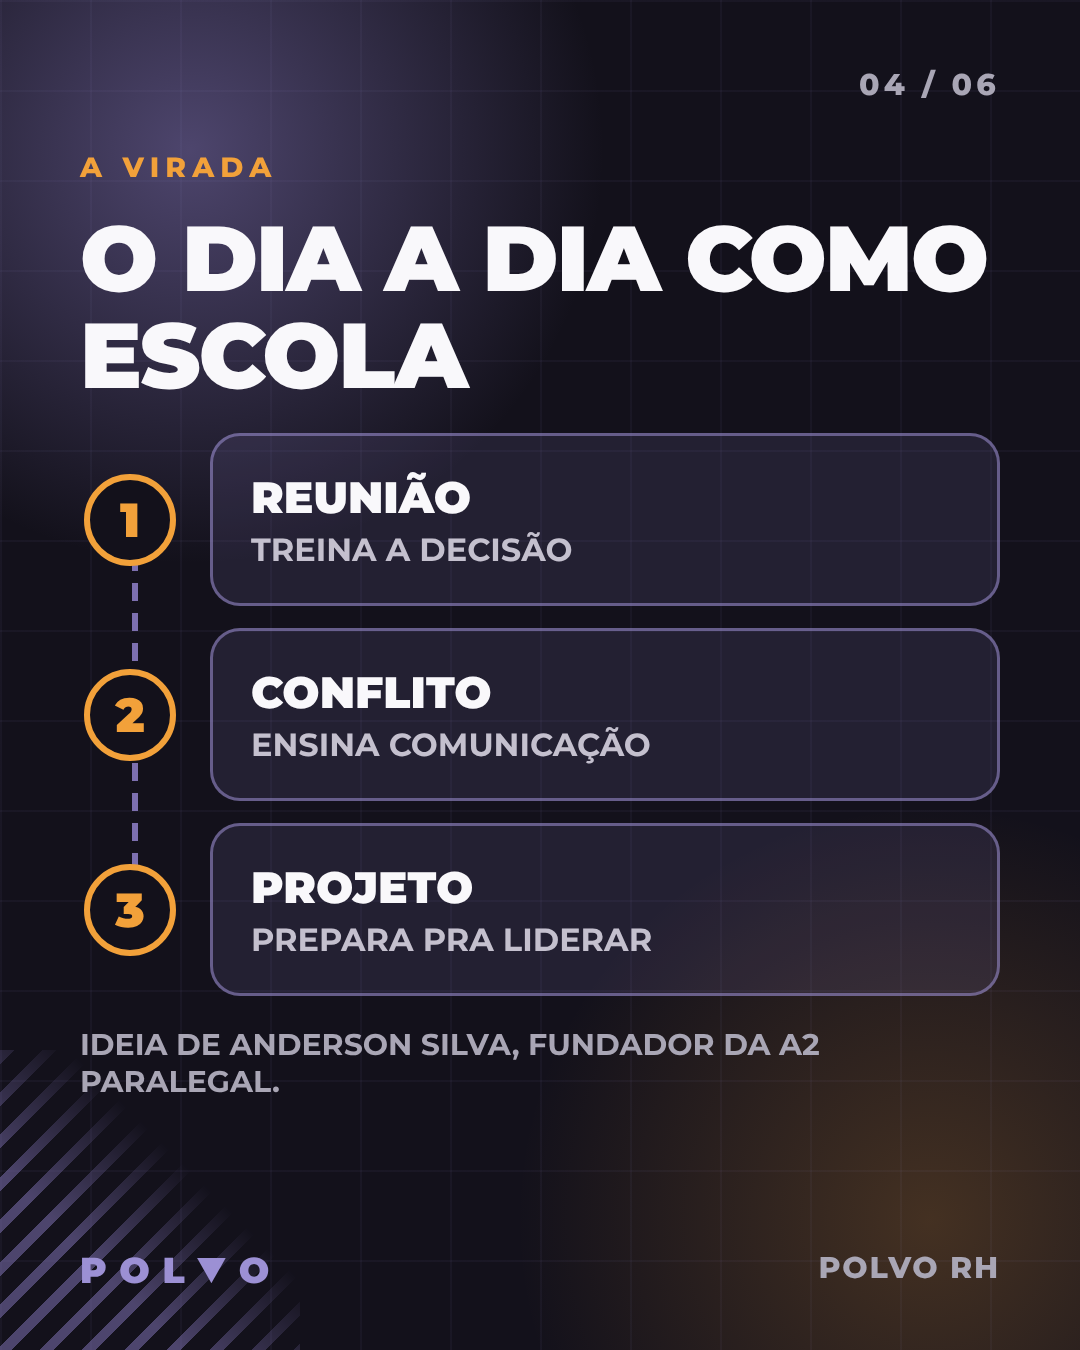 04 / 06
A VIRADA
O DIA A DIA COMO
ESCOLA
1
REUNIÃO
TREINA A DECISÃO
2
CONFLITO
ENSINA COMUNICAÇÃO
3
PROJETO
PREPARA PRA LIDERAR
IDEIA DE ANDERSON SILVA, FUNDADOR DA A2
PARALEGAL.
POLVO
POLVO RH